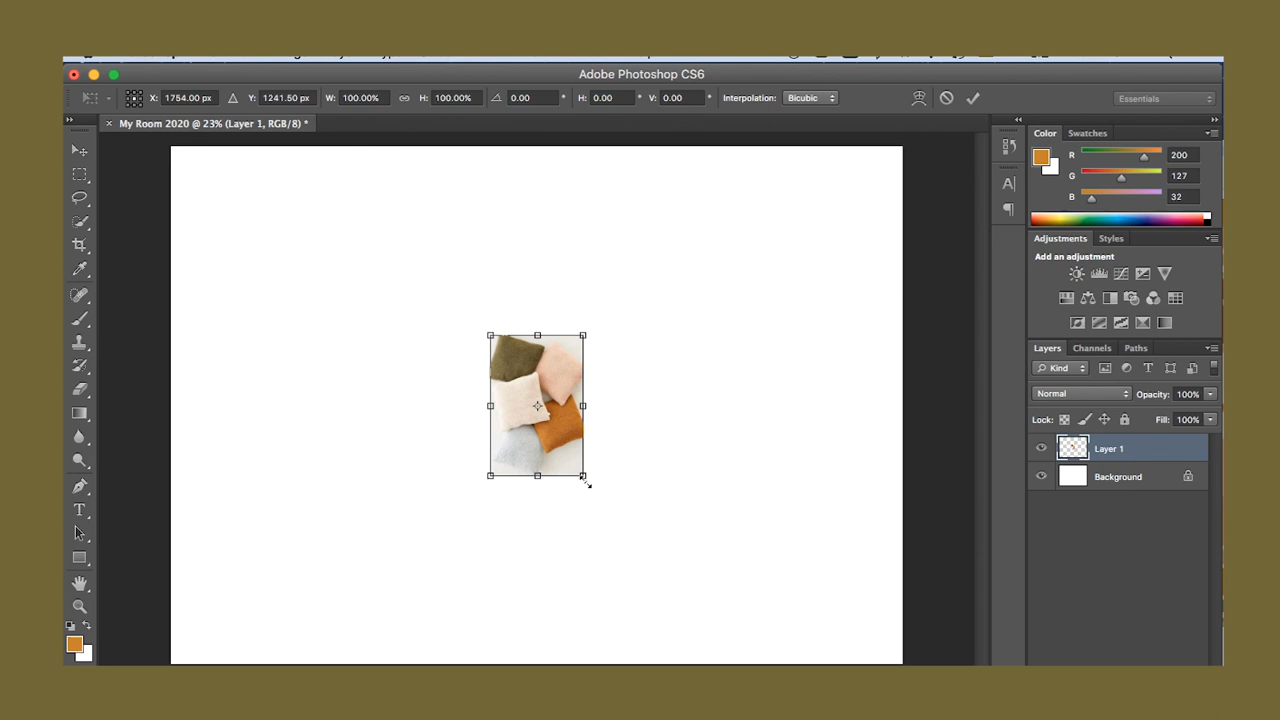 Adobe Photoshop CS6
X: 1754.00 px Y: 1241.50 px W: 100.00% H: 100.00% 0.00 ° H: 0.00 ° V: 0.00 ° Interpolation: Bicubic Essentials
× My Room 2020 @ 23% (Layer 1, RGB/8) *
Color Swatches
R 200
G 127
B 32
Adjustments Styles
Add an adjustment
Layers Channels Paths
Kind
Normal Opacity: 100%
Lock: Fill: 100%
Layer 1
Background